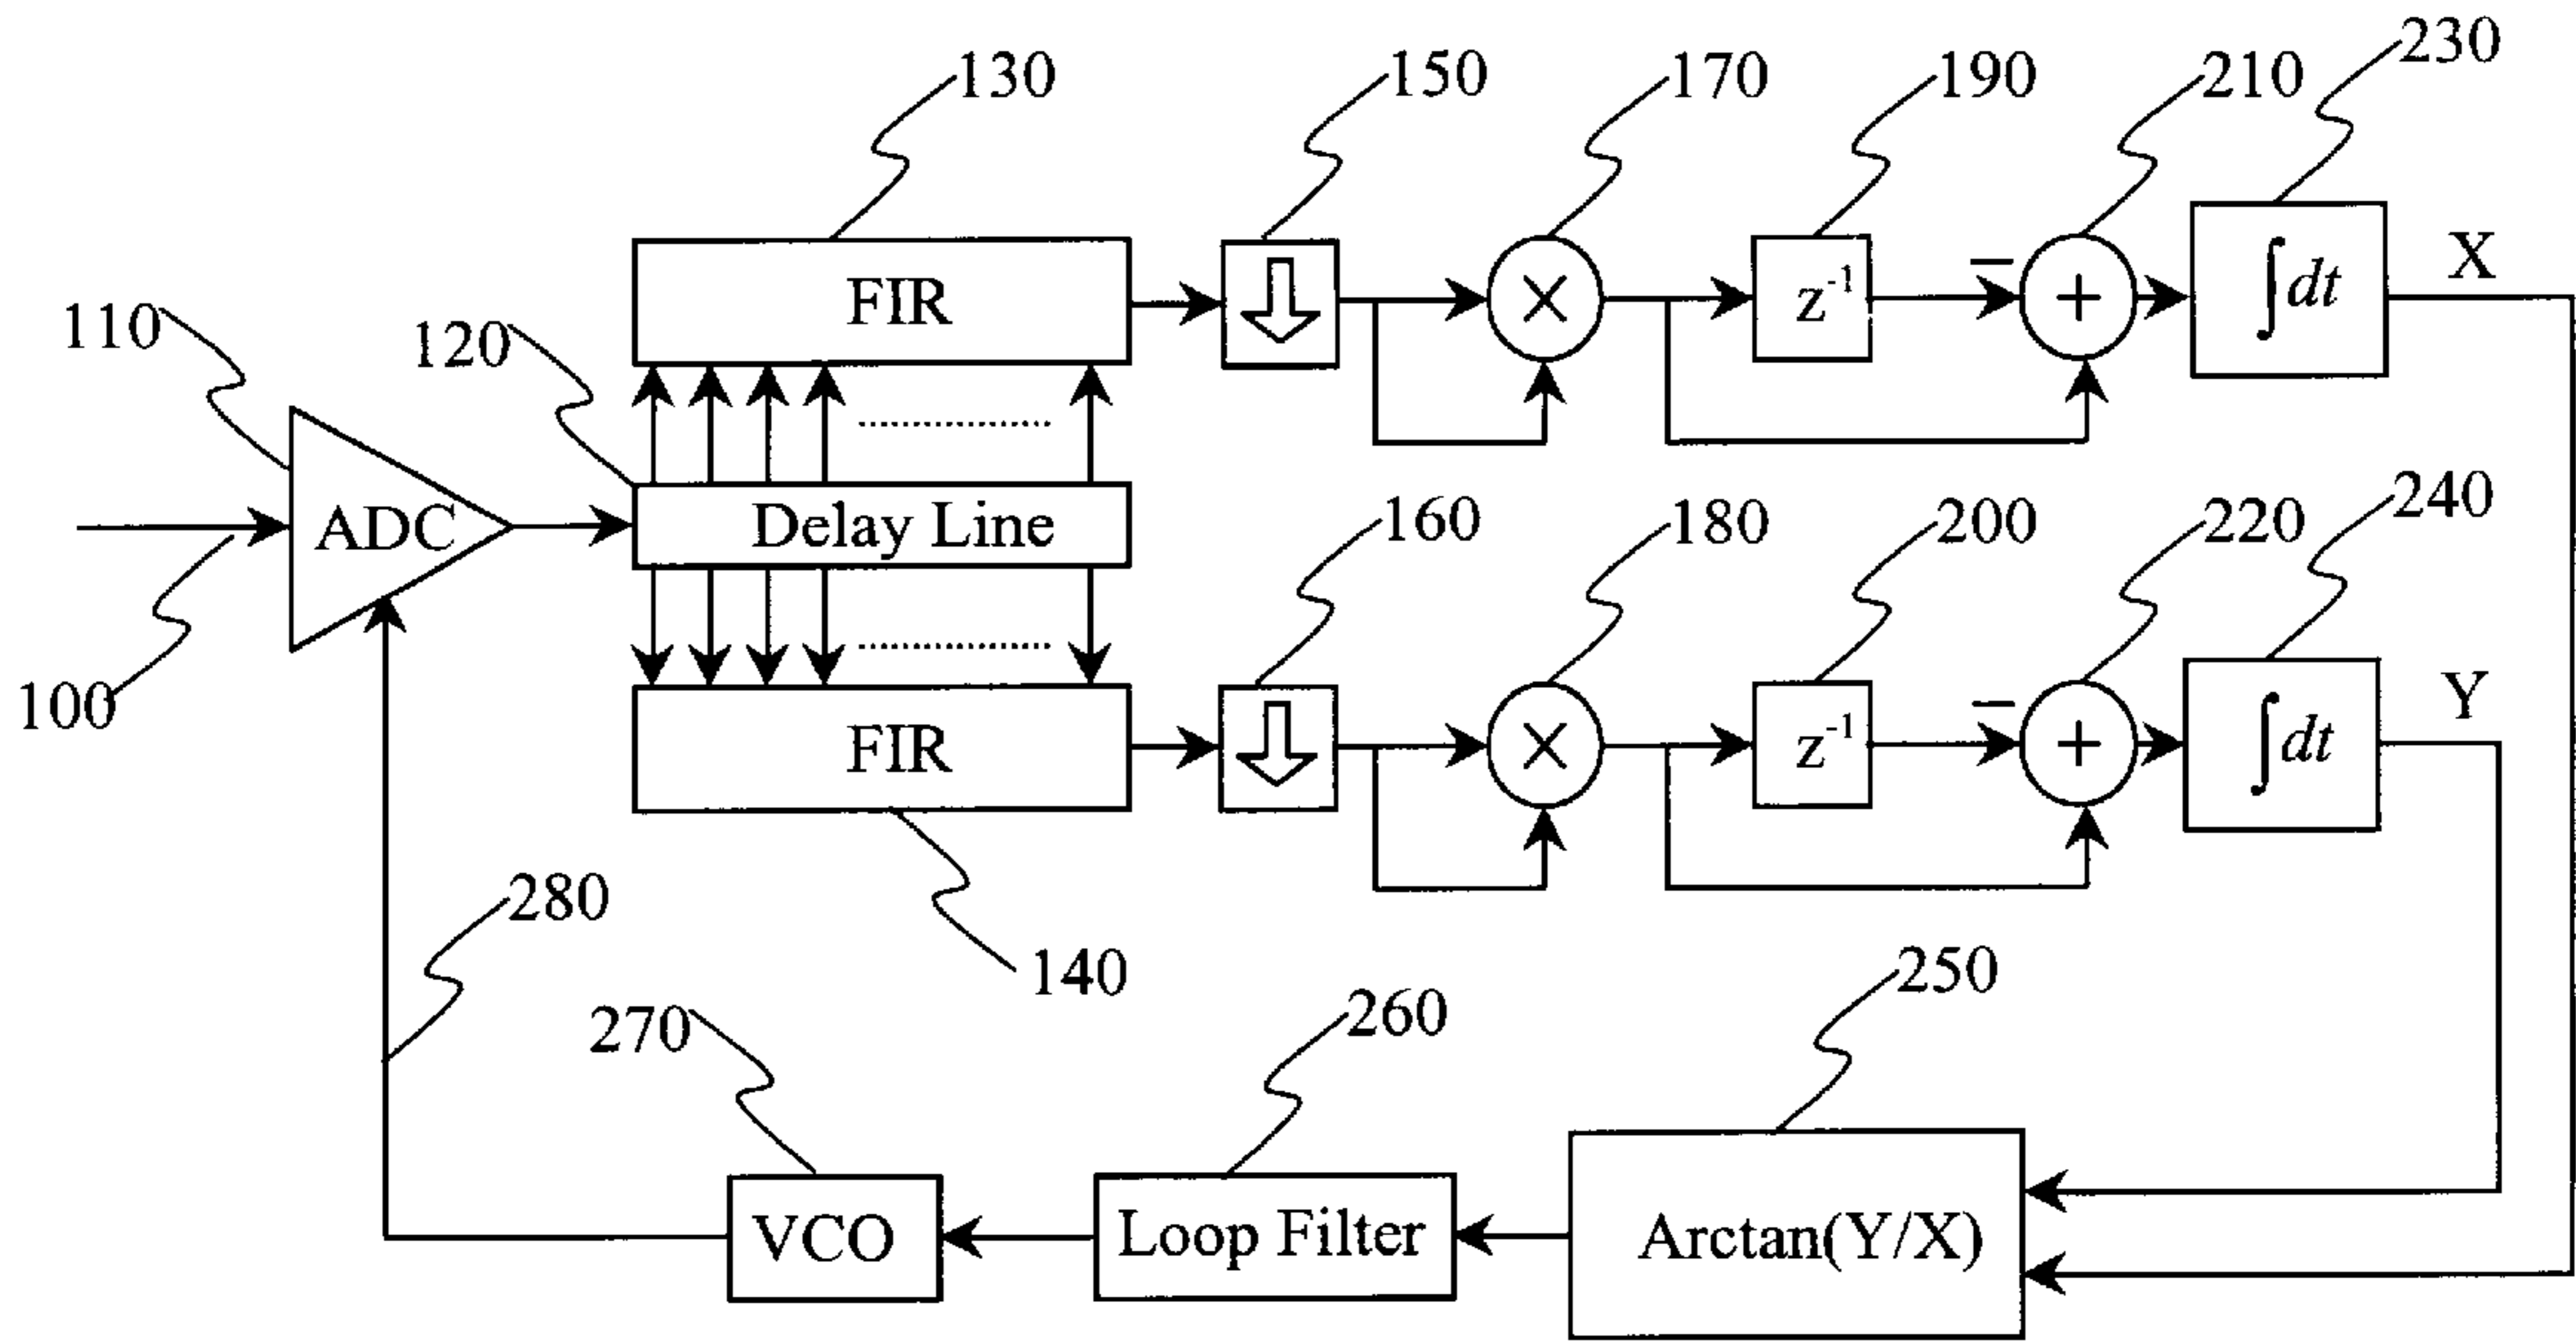 130
150
170
190
210
230
110
120
FIR
z⁻¹
−
+
∫dt
X
100
ADC
Delay Line
160
180
200
220
240
FIR
z⁻¹
−
+
∫dt
Y
140
280
270
260
250
VCO
Loop Filter
Arctan(Y/X)